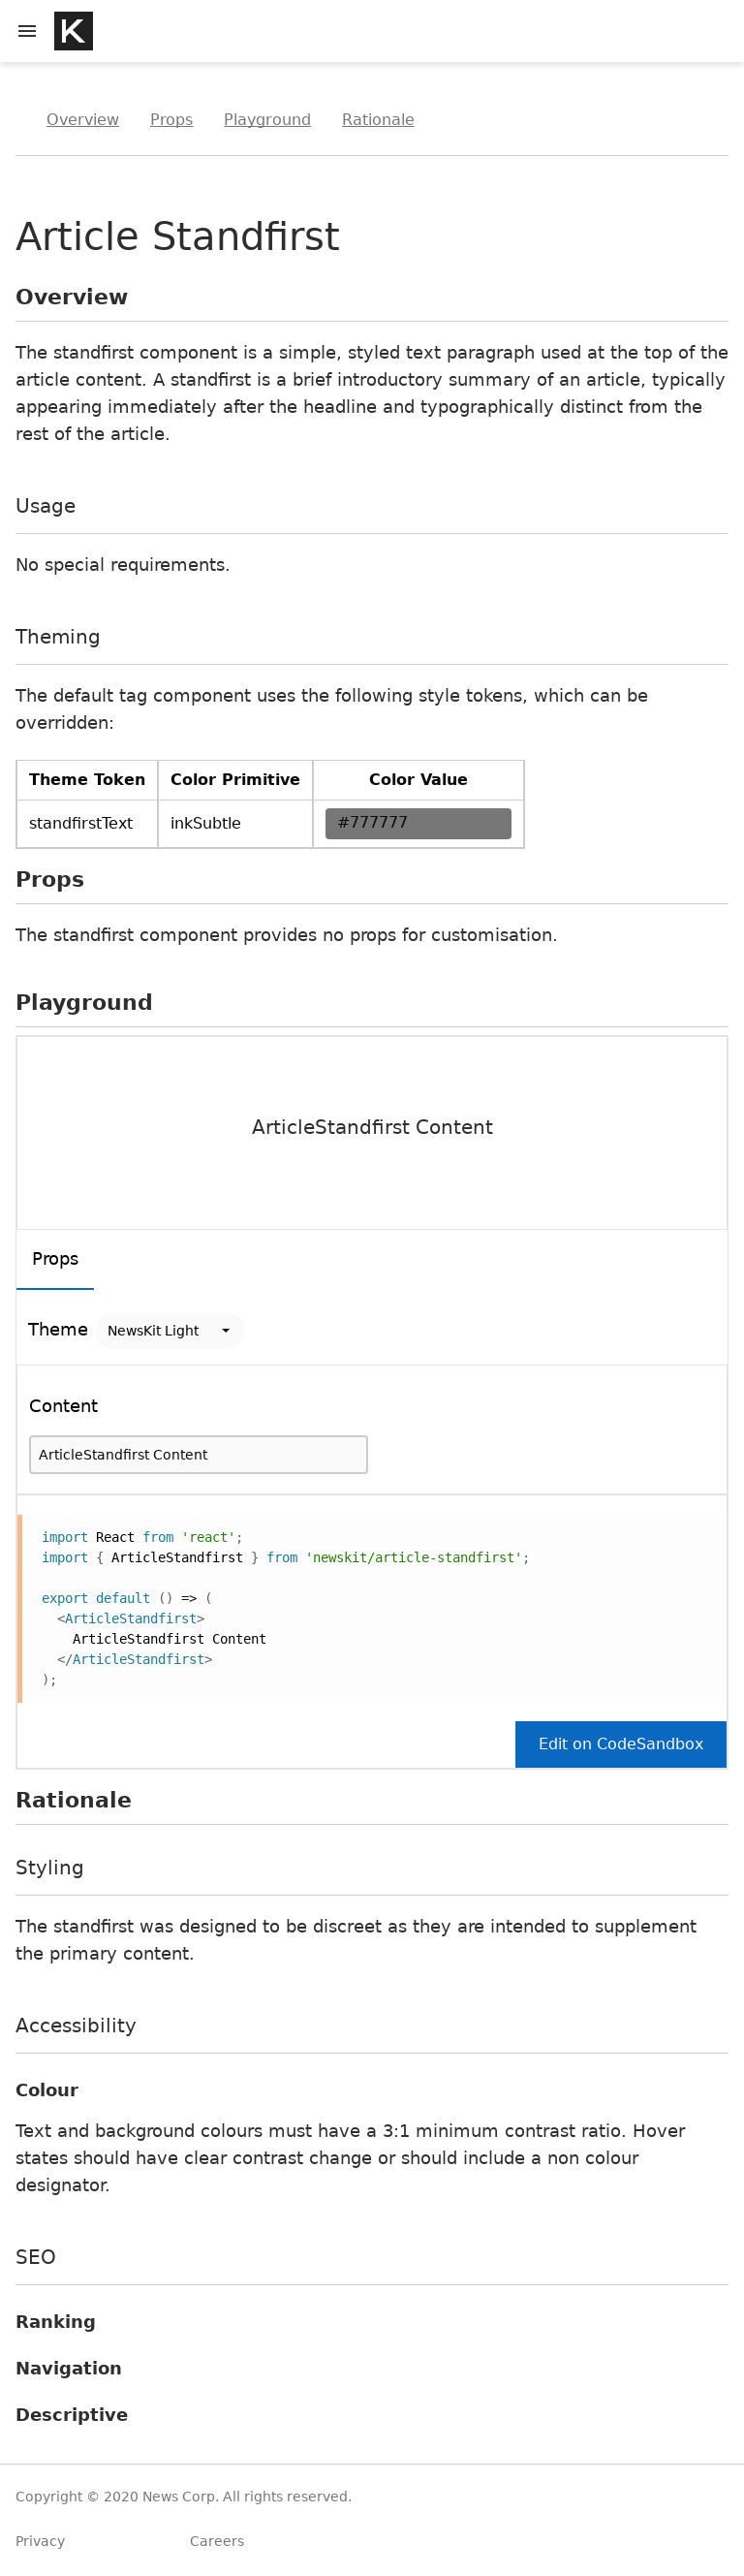 K
Overview Props Playground Rationale
Article Standfirst
Overview
The standfirst component is a simple, styled text paragraph used at the top of the
article content. A standfirst is a brief introductory summary of an article, typically
appearing immediately after the headline and typographically distinct from the
rest of the article.
Usage
No special requirements.
Theming
The default tag component uses the following style tokens, which can be
overridden:
Theme Token Color Primitive Color Value
standfirstText inkSubtle #777777
Props
The standfirst component provides no props for customisation.
Playground
ArticleStandfirst Content
Props
Theme NewsKit Light
Content
ArticleStandfirst Content
import React from 'react';
import { ArticleStandfirst } from 'newskit/article-standfirst';
export default () => (
<ArticleStandfirst>
ArticleStandfirst Content
</ArticleStandfirst>
);
Edit on CodeSandbox
Rationale
Styling
The standfirst was designed to be discreet as they are intended to supplement
the primary content.
Accessibility
Colour
Text and background colours must have a 3:1 minimum contrast ratio. Hover
states should have clear contrast change or should include a non colour
designator.
SEO
Ranking
Navigation
Descriptive
Copyright © 2020 News Corp. All rights reserved.
Privacy Careers